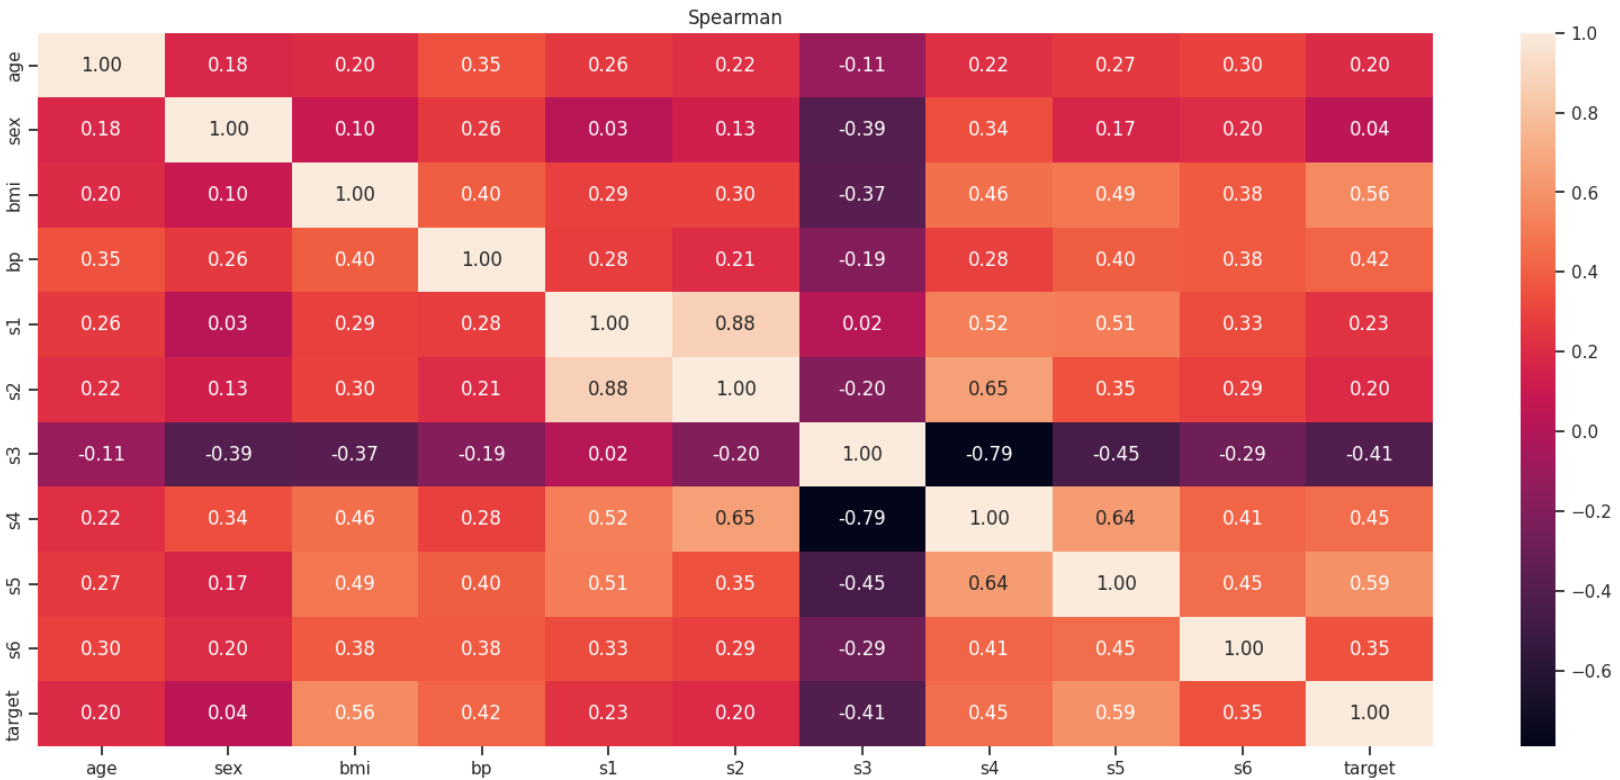 Spearman
age 1.00 0.18 0.20 0.35 0.26 0.22 -0.11 0.22 0.27 0.30 0.20
sex 0.18 1.00 0.10 0.26 0.03 0.13 -0.39 0.34 0.17 0.20 0.04
bmi 0.20 0.10 1.00 0.40 0.29 0.30 -0.37 0.46 0.49 0.38 0.56
bp 0.35 0.26 0.40 1.00 0.28 0.21 -0.19 0.28 0.40 0.38 0.42
s1 0.26 0.03 0.29 0.28 1.00 0.88 0.02 0.52 0.51 0.33 0.23
s2 0.22 0.13 0.30 0.21 0.88 1.00 -0.20 0.65 0.35 0.29 0.20
s3 -0.11 -0.39 -0.37 -0.19 0.02 -0.20 1.00 -0.79 -0.45 -0.29 -0.41
s4 0.22 0.34 0.46 0.28 0.52 0.65 -0.79 1.00 0.64 0.41 0.45
s5 0.27 0.17 0.49 0.40 0.51 0.35 -0.45 0.64 1.00 0.45 0.59
s6 0.30 0.20 0.38 0.38 0.33 0.29 -0.29 0.41 0.45 1.00 0.35
target 0.20 0.04 0.56 0.42 0.23 0.20 -0.41 0.45 0.59 0.35 1.00
age sex bmi bp s1 s2 s3 s4 s5 s6 target
1.0
0.8
0.6
0.4
0.2
0.0
−0.2
−0.4
−0.6